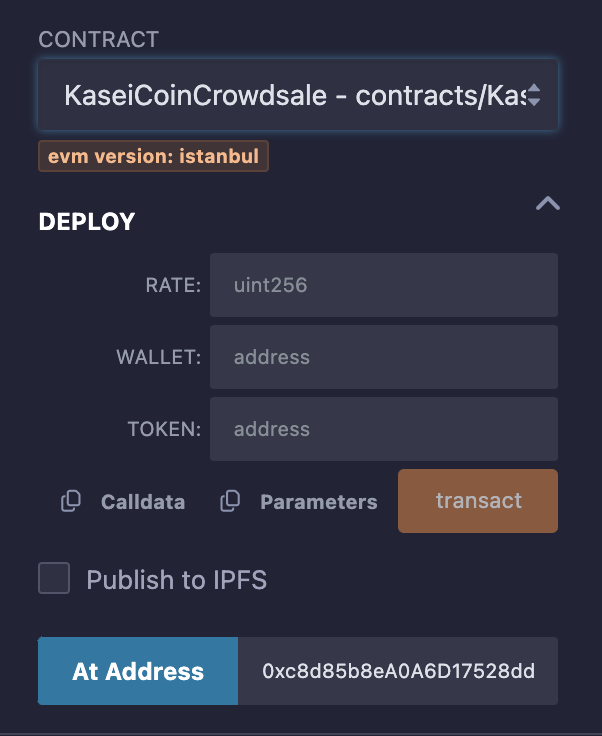 CONTRACT
KaseiCoinCrowdsale - contracts/Kas
evm version: istanbul
DEPLOY
RATE: uint256
WALLET: address
TOKEN: address
Calldata Parameters transact
Publish to IPFS
At Address 0xc8d85b8eA0A6D17528dd